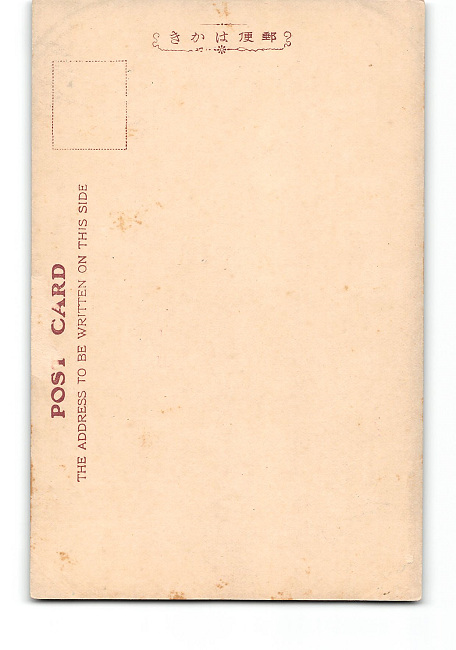 きかは便郵
POST CARD
THE ADDRESS TO BE WRITTEN ON THIS SIDE